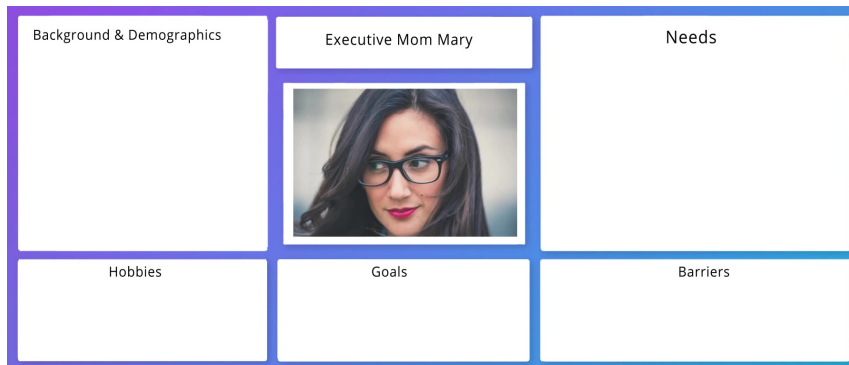 Background & Demographics
Executive Mom Mary
Needs
Hobbies
Goals
Barriers